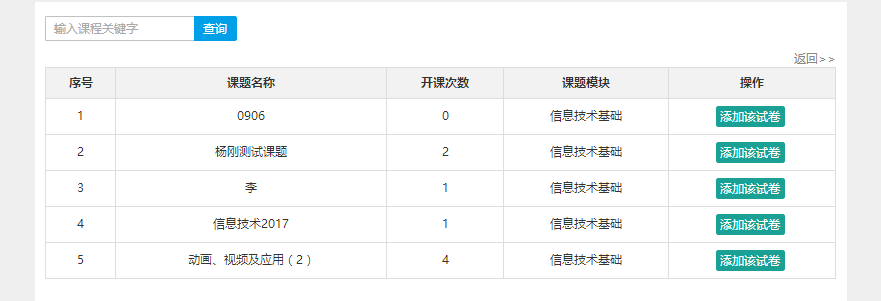 输入课程关键字 查询
返回>>
序号 课题名称 开课次数 课题模块 操作
1 0906 0 信息技术基础 添加该试卷
2 杨刚测试课题 2 信息技术基础 添加该试卷
3 李 1 信息技术基础 添加该试卷
4 信息技术2017 1 信息技术基础 添加该试卷
5 动画、视频及应用（2） 4 信息技术基础 添加该试卷